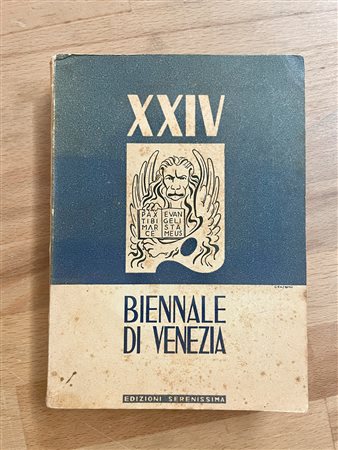 XXIV
PAX EVAN
TIBI GELI
MAR STA
CE MEUS
BIENNALE
DI VENEZIA
EDIZIONI SERENISSIMA